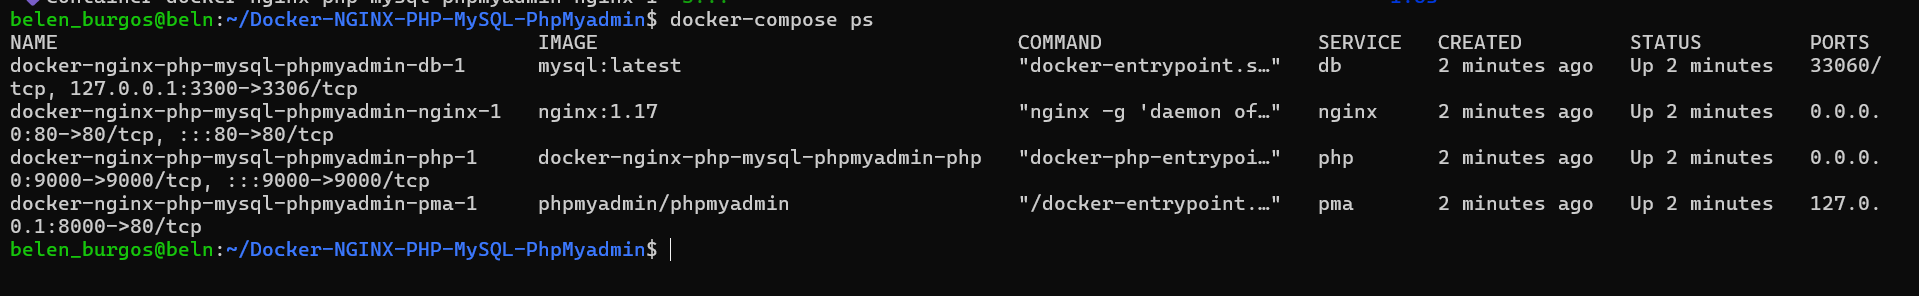 belen_burgos@beln:~/Docker-NGINX-PHP-MySQL-PhpMyadmin$ docker-compose ps
NAME IMAGE COMMAND SERVICE CREATED STATUS PORTS
docker-nginx-php-mysql-phpmyadmin-db-1 mysql:latest "docker-entrypoint.s…" db 2 minutes ago Up 2 minutes 33060/
tcp, 127.0.0.1:3300->3306/tcp
docker-nginx-php-mysql-phpmyadmin-nginx-1 nginx:1.17 "nginx -g 'daemon of…" nginx 2 minutes ago Up 2 minutes 0.0.0.
0:80->80/tcp, :::80->80/tcp
docker-nginx-php-mysql-phpmyadmin-php-1 docker-nginx-php-mysql-phpmyadmin-php "docker-php-entrypoi…" php 2 minutes ago Up 2 minutes 0.0.0.
0:9000->9000/tcp, :::9000->9000/tcp
docker-nginx-php-mysql-phpmyadmin-pma-1 phpmyadmin/phpmyadmin "/docker-entrypoint.…" pma 2 minutes ago Up 2 minutes 127.0.
0.1:8000->80/tcp
belen_burgos@beln:~/Docker-NGINX-PHP-MySQL-PhpMyadmin$